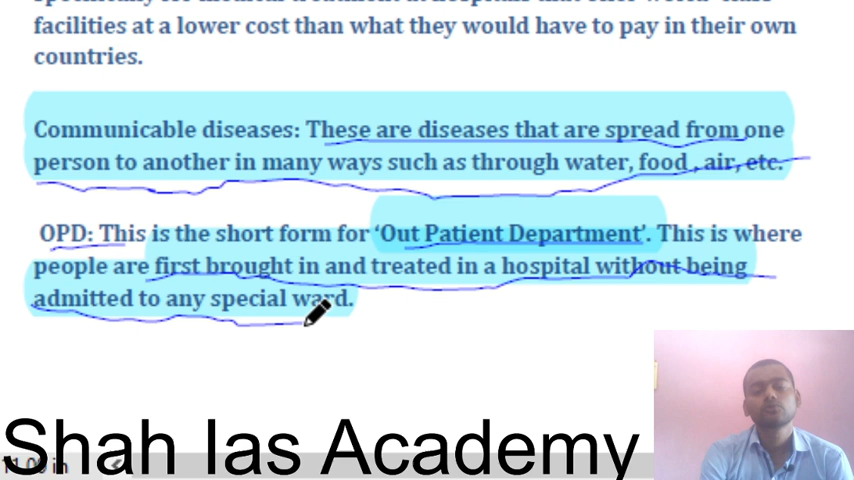 facilities at a lower cost than what they would have to pay in their own
countries.
Communicable diseases: These are diseases that are spread from one
person to another in many ways such as through water, food , air, etc.
OPD: This is the short form for ‘Out Patient Department’. This is where
people are first brought in and treated in a hospital without being
admitted to any special ward.
Shah Ias Academy